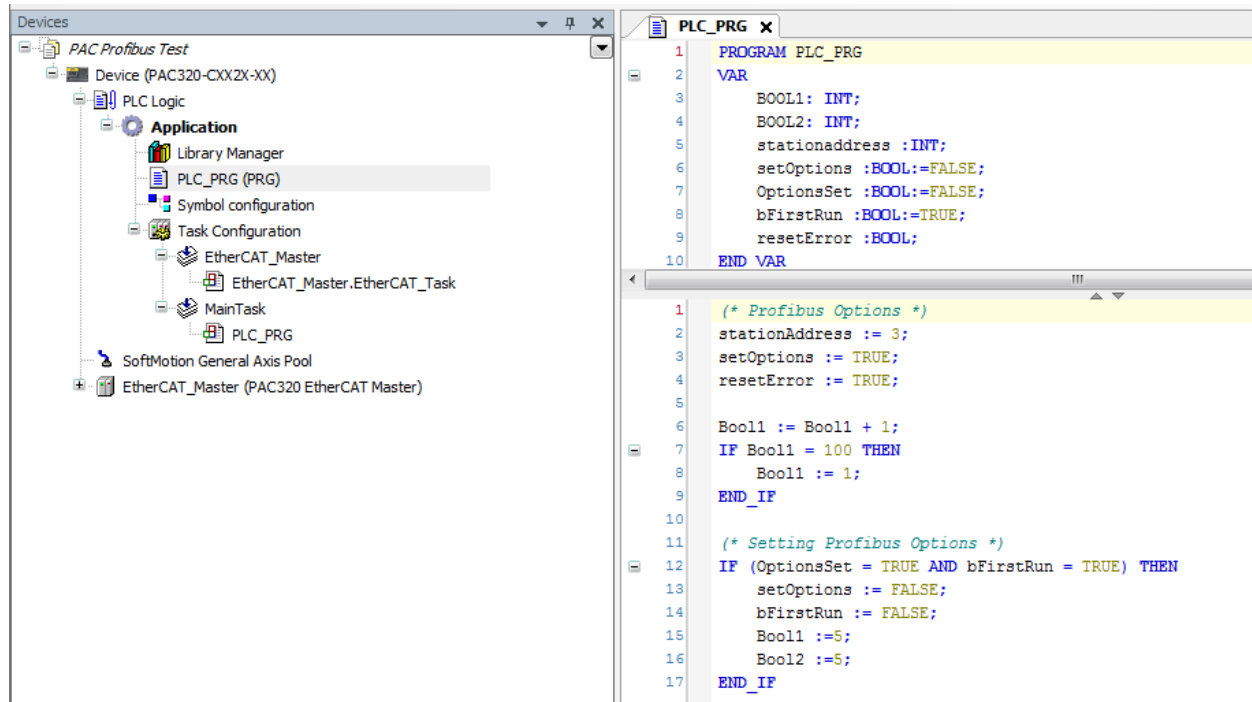 Devices
PAC Profibus Test
Device (PAC320-CXX2X-XX)
PLC Logic
Application
Library Manager
PLC_PRG (PRG)
Symbol configuration
Task Configuration
EtherCAT_Master
EtherCAT_Master.EtherCAT_Task
MainTask
PLC_PRG
SoftMotion General Axis Pool
EtherCAT_Master (PAC320 EtherCAT Master)
PLC_PRG X
1 PROGRAM PLC_PRG
2 VAR
3 BOOL1: INT;
4 BOOL2: INT;
5 stationaddress :INT;
6 setOptions :BOOL:=FALSE;
7 OptionsSet :BOOL:=FALSE;
8 bFirstRun :BOOL:=TRUE;
9 resetError :BOOL;
10 END_VAR
1 (* Profibus Options *)
2 stationAddress := 3;
3 setOptions := TRUE;
4 resetError := TRUE;
5
6 Bool1 := Bool1 + 1;
7 IF Bool1 = 100 THEN
8 Bool1 := 1;
9 END_IF
10
11 (* Setting Profibus Options *)
12 IF (OptionsSet = TRUE AND bFirstRun = TRUE) THEN
13 setOptions := FALSE;
14 bFirstRun := FALSE;
15 Bool1 :=5;
16 Bool2 :=5;
17 END_IF